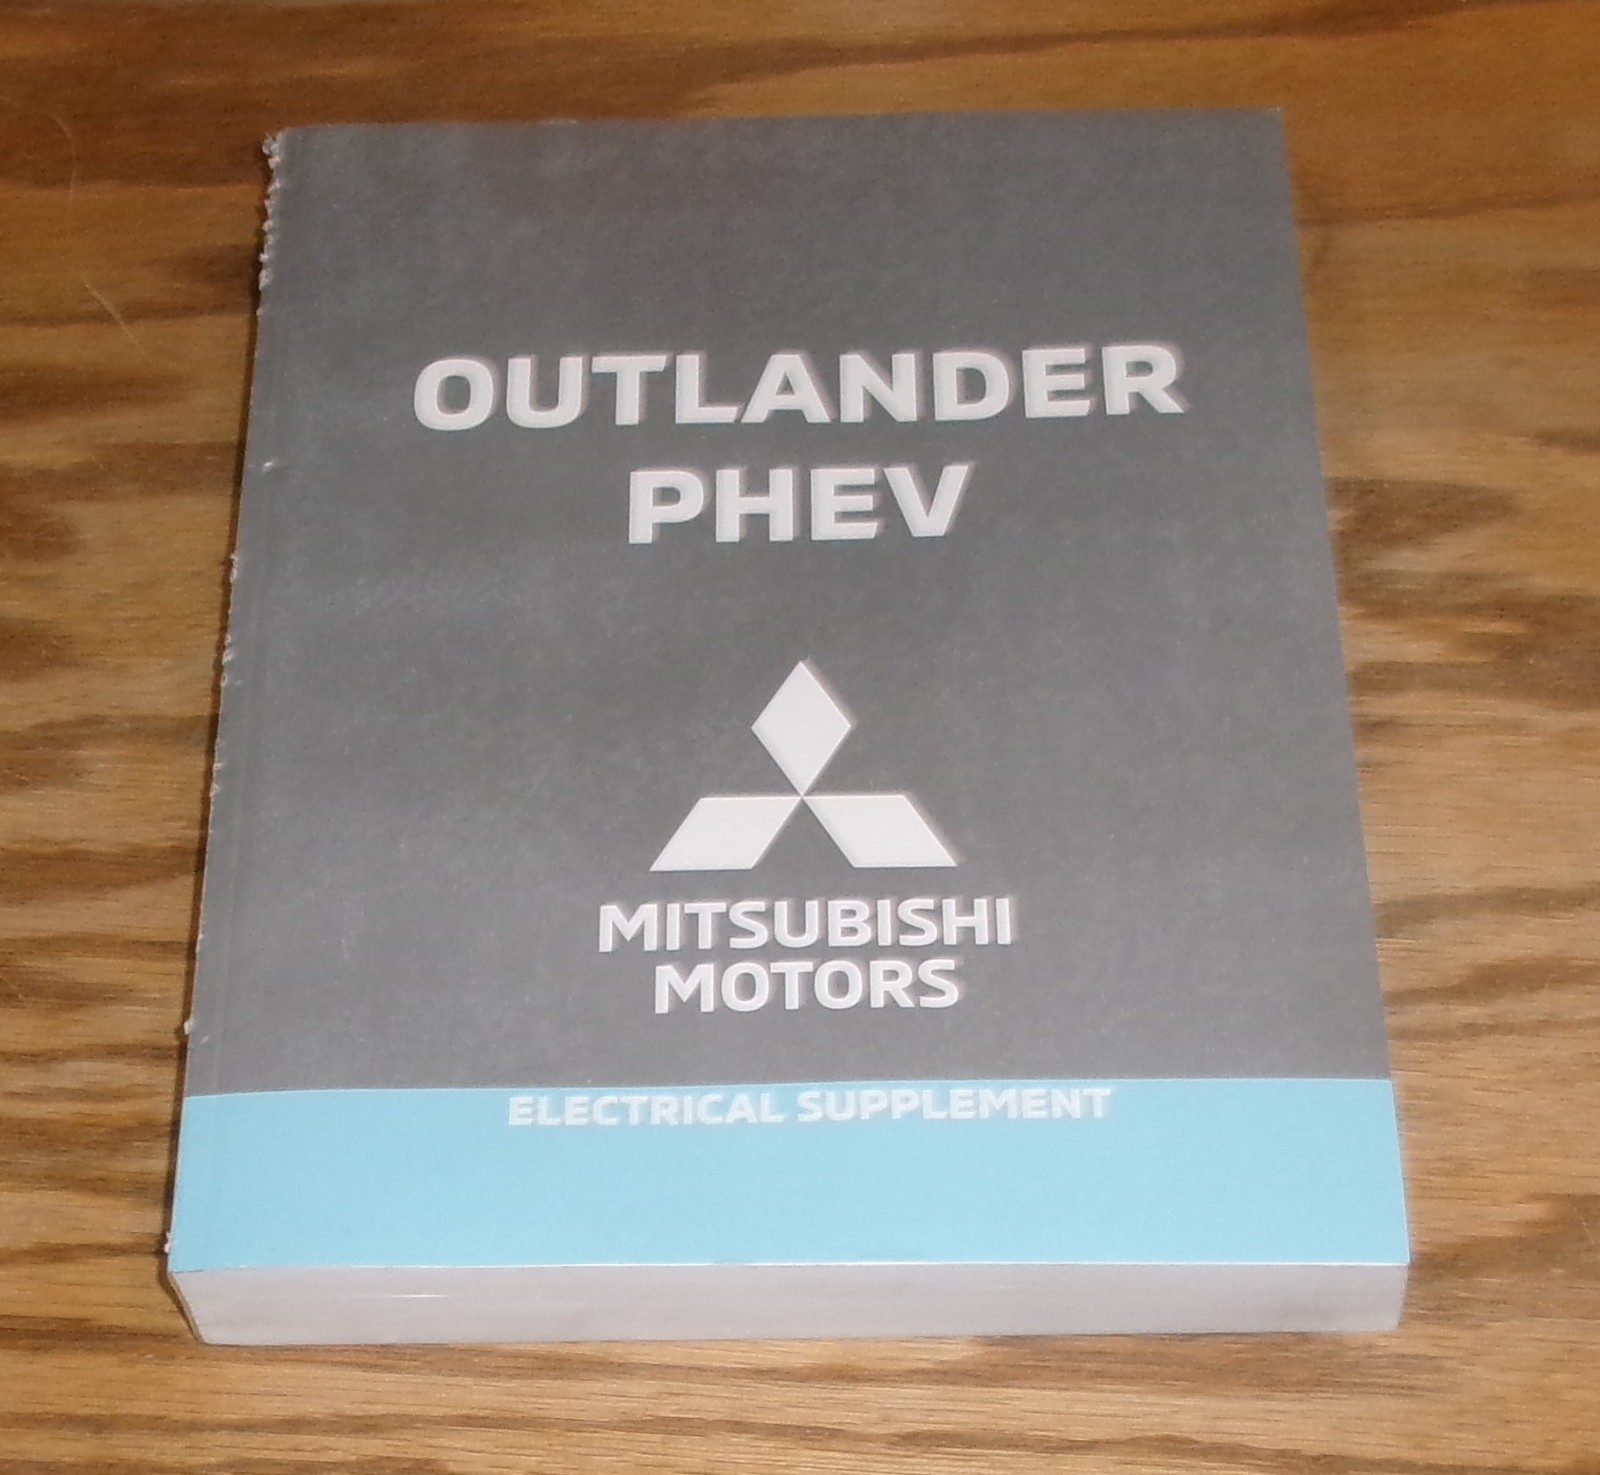 OUTLANDER
PHEV
MITSUBISHI
MOTORS
ELECTRICAL SUPPLEMENT